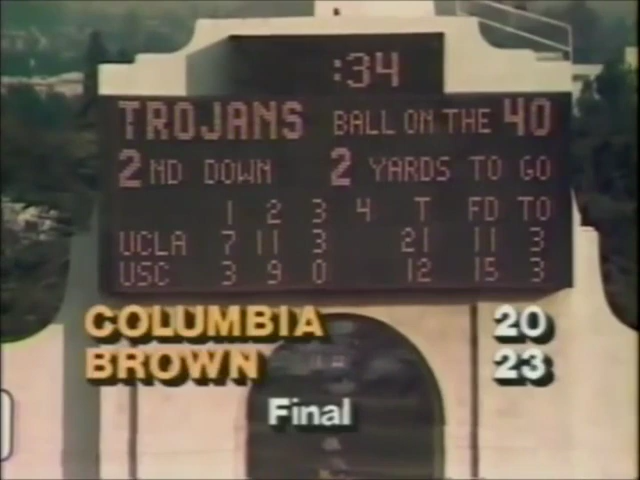 :34
TROJANS BALL ON THE 40
2ND DOWN 2 YARDS TO GO
1 2 3 4 T FD TO
UCLA 7 11 3 21 11 3
USC 3 9 0 12 15 3
COLUMBIA 20
BROWN 23
Final